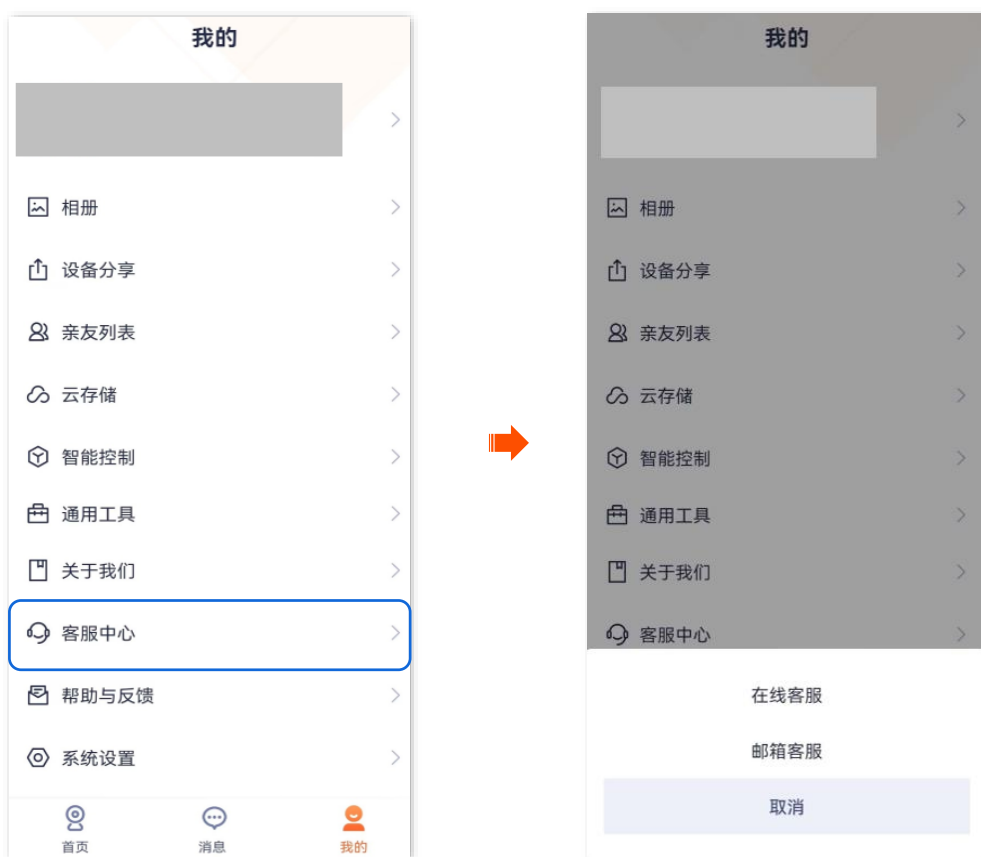 我的
相册
设备分享
亲友列表
云存储
智能控制
通用工具
关于我们
客服中心
帮助与反馈
系统设置
首页
消息
我的
我的
相册
设备分享
亲友列表
云存储
智能控制
通用工具
关于我们
客服中心
在线客服
邮箱客服
取消